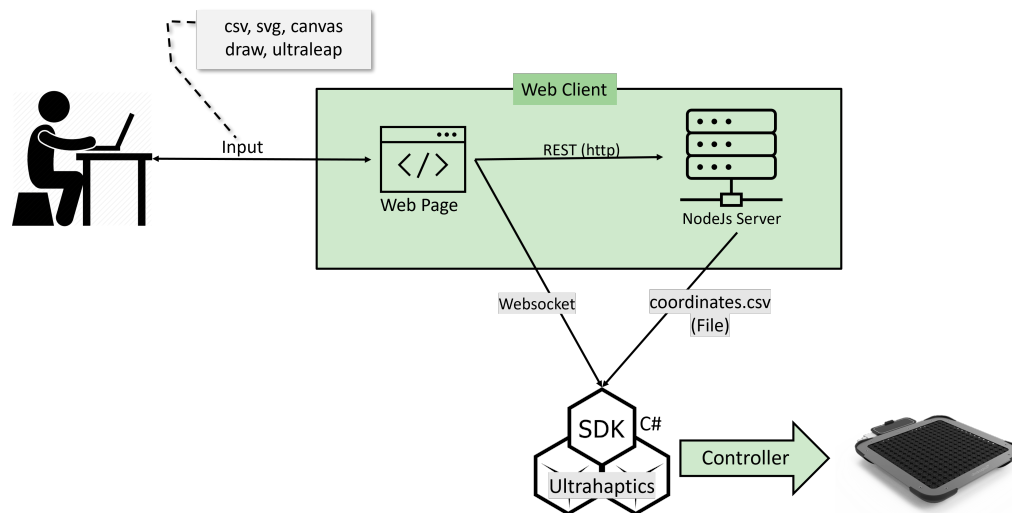 csv, svg, canvas
draw, ultraleap
Web Client
Input
REST (http)
</>
Web Page
NodeJs Server
Websocket
coordinates.csv
(File)
SDK
C#
Controller
Ultrahaptics